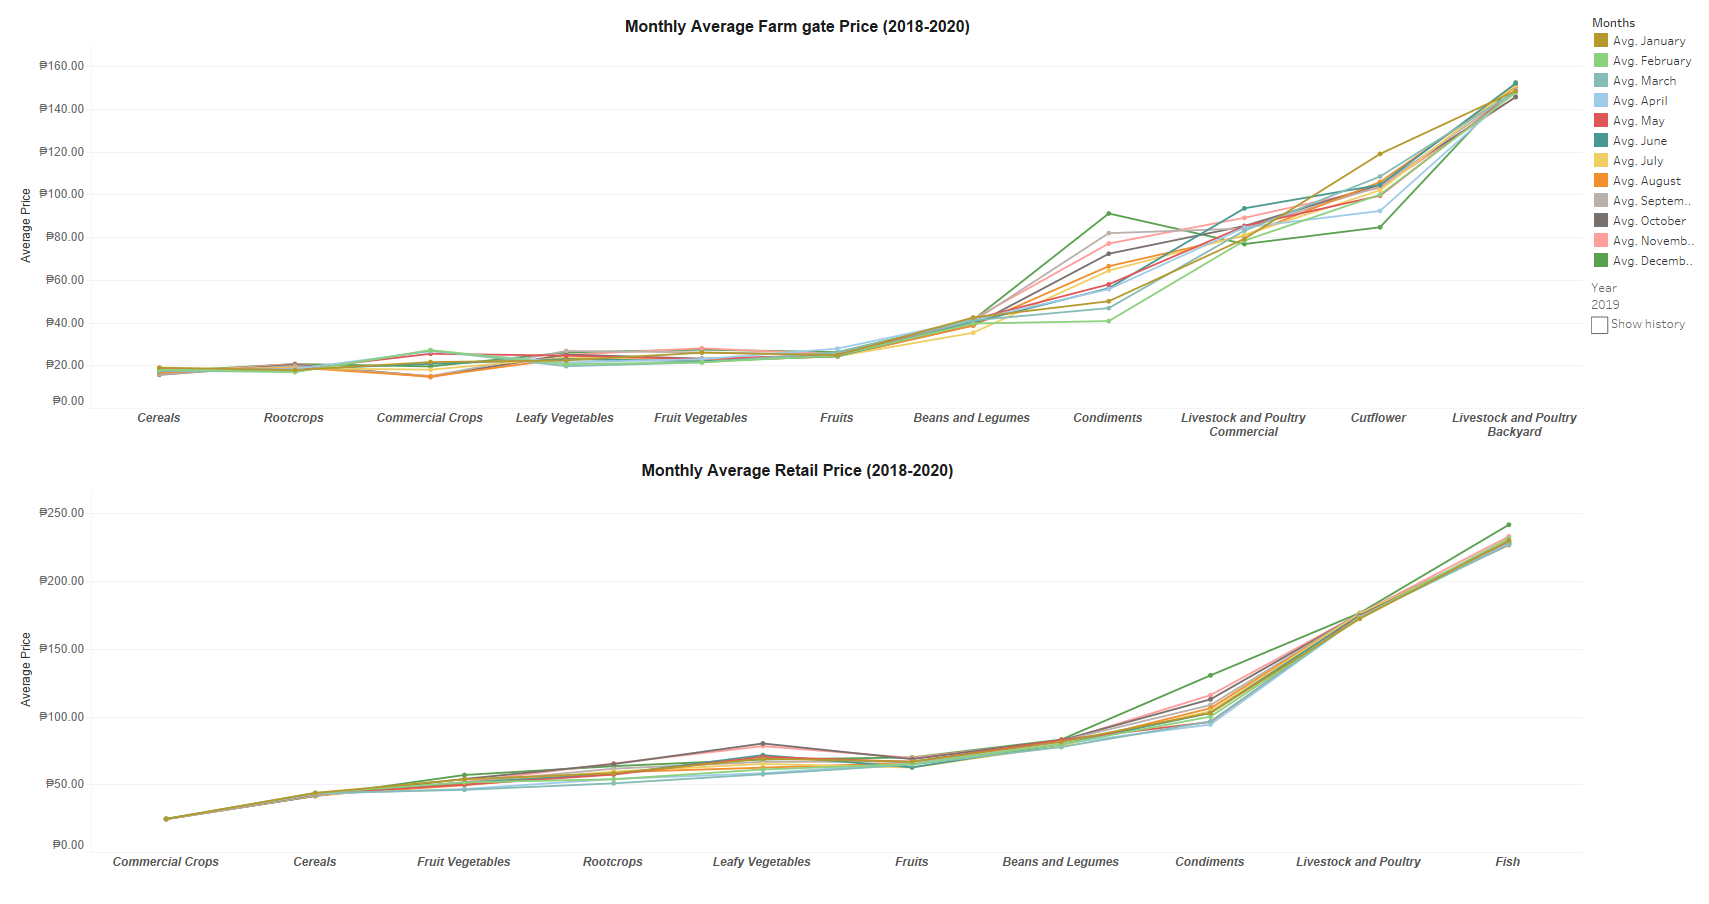 Monthly Average Farm gate Price (2018-2020)
₱160.00
₱140.00
₱120.00
₱100.00
₱80.00
₱60.00
₱40.00
₱20.00
₱0.00
Average Price
Cereals
Rootcrops
Commercial Crops
Leafy Vegetables
Fruit Vegetables
Fruits
Beans and Legumes
Condiments
Livestock and Poultry
Commercial
Cutflower
Livestock and Poultry
Backyard
Months
Avg. January
Avg. February
Avg. March
Avg. April
Avg. May
Avg. June
Avg. July
Avg. August
Avg. Septem..
Avg. October
Avg. Novemb..
Avg. Decemb..
Year
2019
Show history
Monthly Average Retail Price (2018-2020)
₱250.00
₱200.00
₱150.00
₱100.00
₱50.00
₱0.00
Average Price
Commercial Crops
Cereals
Fruit Vegetables
Rootcrops
Leafy Vegetables
Fruits
Beans and Legumes
Condiments
Livestock and Poultry
Fish